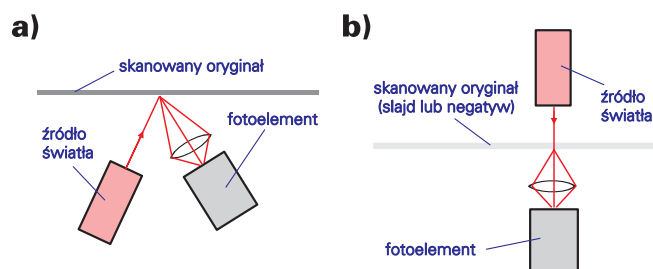 a)
skanowany oryginał
źródło
światła
fotoelement
b)
skanowany oryginał
(slajd lub negatyw)
źródło
światła
fotoelement